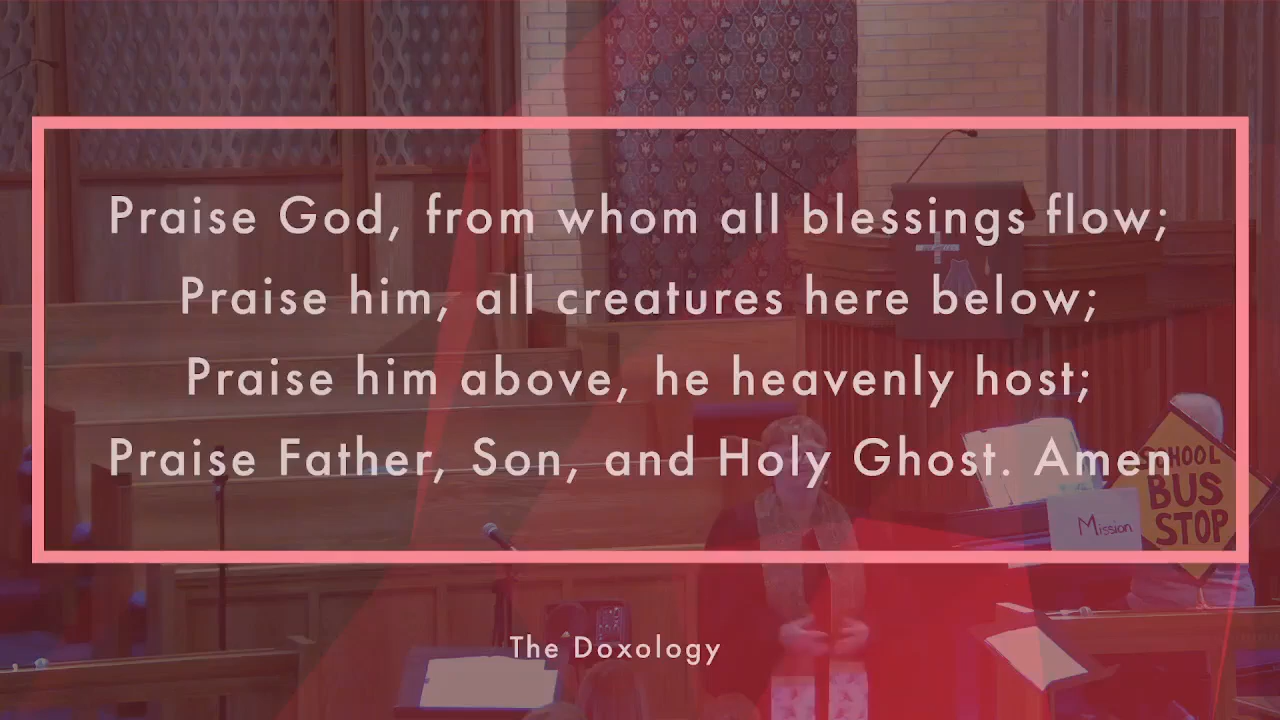 Praise God, from whom all blessings flow;
Praise him, all creatures here below;
Praise him above, he heavenly host;
Praise Father, Son, and Holy Ghost. Amen
SCHOOL
BUS
STOP
Mission
The Doxology